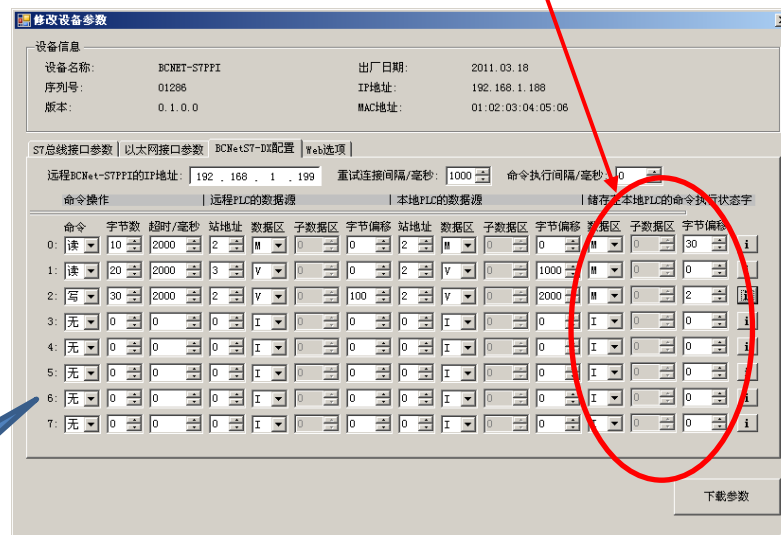 修改设备参数
设备信息
设备名称: BCNET-S7PPI 出厂日期: 2011.03.18
序列号: 01286 IP地址: 192.168.1.188
版本: 0.1.0.0 MAC地址: 01:02:03:04:05:06
S7总线接口参数 以太网接口参数 BCNetS7-DX配置 Web选项
远程BCNet-S7PPI的IP地址: 192 . 168 . 1 . 199 重试连接间隔/毫秒: 1000 命令执行间隔/毫秒: 0
命令操作 远程PLC的数据源 本地PLC的数据源 储存在本地PLC的命令执行状态字
命令 字节数 超时/毫秒 站地址 数据区 子数据区 字节偏移 站地址 数据区 子数据区 字节偏移 数据区 子数据区 字节偏移
0: 读 10 2000 2 M 0 0 2 M 0 0 M 0 30 i
1: 读 20 2000 3 V 0 0 2 V 0 1000 M 0 0 i
2: 写 30 2000 2 V 0 100 2 V 0 2000 M 0 2 i
3: 无 0 0 0 I 0 0 0 I 0 0 I 0 0 i
4: 无 0 0 0 I 0 0 0 I 0 0 I 0 0 i
5: 无 0 0 0 I 0 0 0 I 0 0 I 0 0 i
6: 无 0 0 0 I 0 0 0 I 0 0 I 0 0 i
7: 无 0 0 0 I 0 0 0 I 0 0 I 0 0 i
下载参数